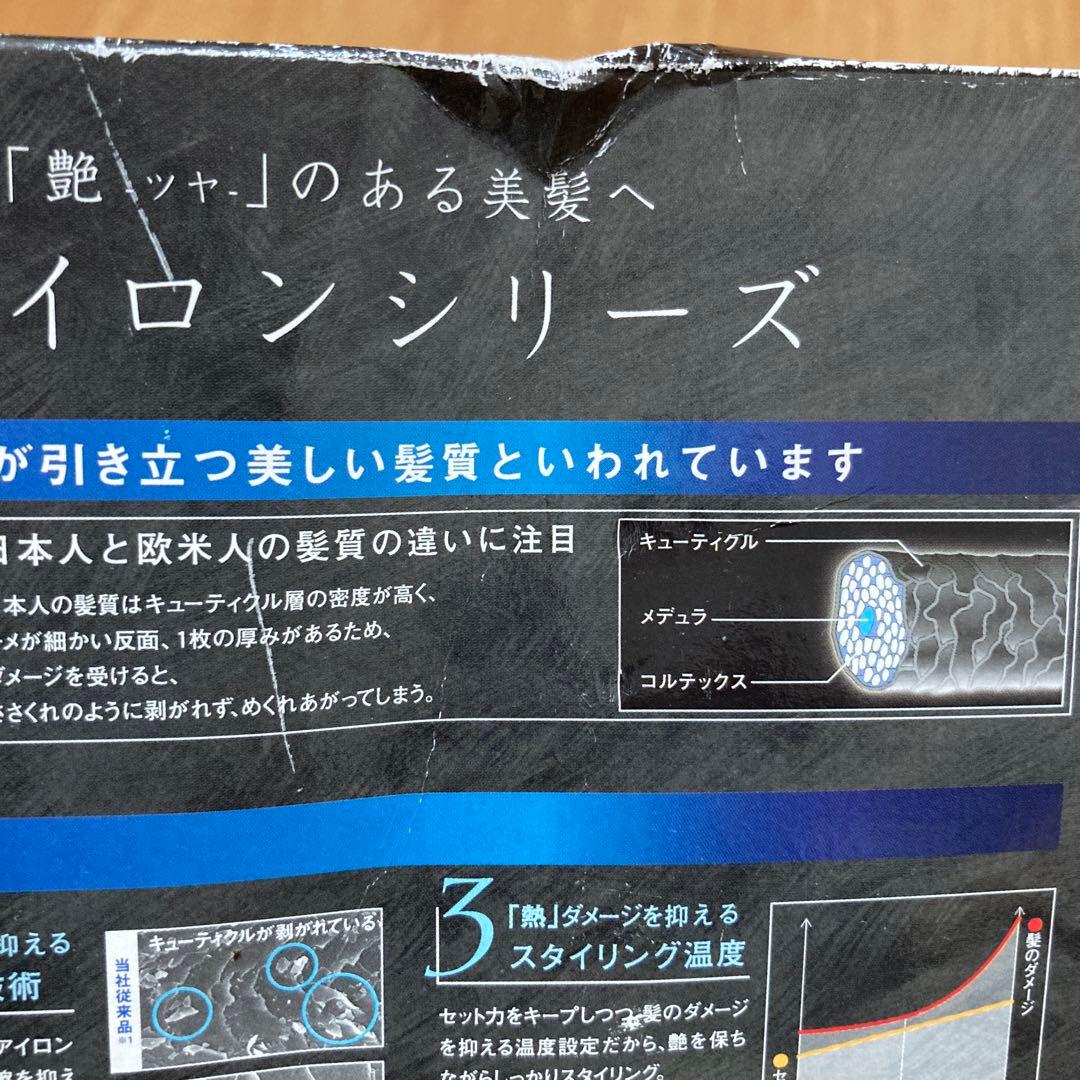 「艶-ツヤ-」のある美髪へ
イロンシリーズ
が引き立つ美しい髪質といわれています
日本人と欧米人の髪質の違いに注目
本人の髪質はキューティクル層の密度が高く、
メが細かい反面、1枚の厚みがあるため、
ダメージを受けると、
ささくれのように剥がれず、めくれあがってしまう。
キューティクル
メデュラ
コルテックス
抑える
技術
アイロン
抑え
キューティクルが剥がれている
当社従来品※1
3
「熱」ダメージを抑える
スタイリング温度
セット力をキープしつつ、髪のダメージ
を抑える温度設定だから、艶を保ち
ながらしっかりスタイリング。
●髪のダメージ
●セ